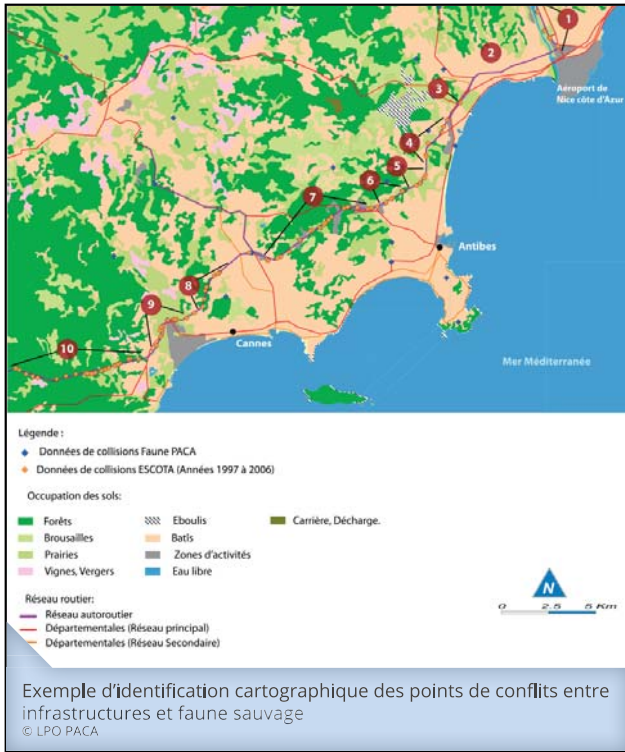 1
2
Aéroport de
Nice côte d'Azur
3
4
5
6
7
Antibes
8
9
Cannes
10
Mer Méditerranée
Légende :
Données de collisions Faune PACA
Données de collisions ESCOTA (Années 1997 à 2006)
Occupation des sols:
Forêts
Eboulis
Carrière, Décharge.
Brousailles
Batîs
Prairies
Zones d'activités
Vignes, Vergers
Eau libre
Réseau routier:
Réseau autoroutier
Départementales (Réseau principal)
Départementales (Réseau Secondaire)
N
0 2.5 5 Km
Exemple d'identification cartographique des points de conflits entre
infrastructures et faune sauvage
© LPO PACA